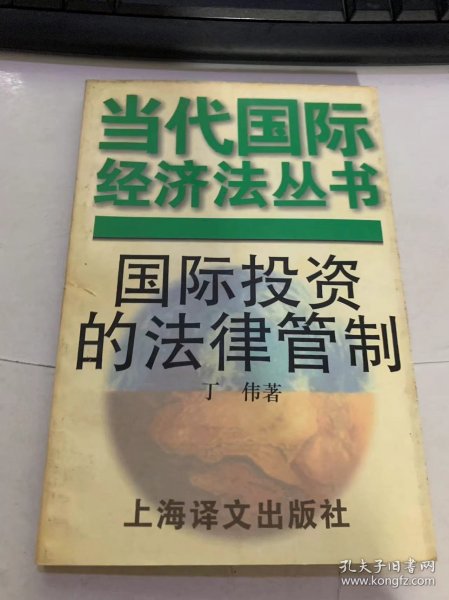 当代国际
经济法丛书
国际投资
的法律管制
丁 伟著
上海译文出版社
孔夫子旧书网
www.kongfz.com